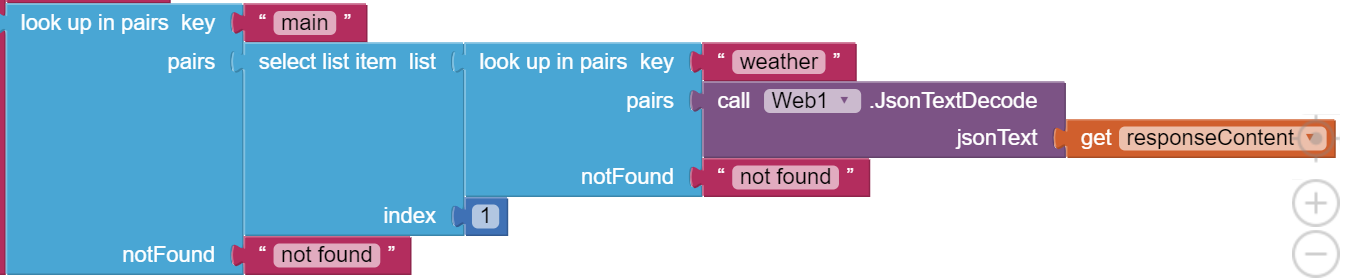 look up in pairs key “ main ”
pairs select list item list look up in pairs key “ weather ”
pairs call Web1 .JsonTextDecode
jsonText get responseContent
notFound “ not found ”
index 1
notFound “ not found ”